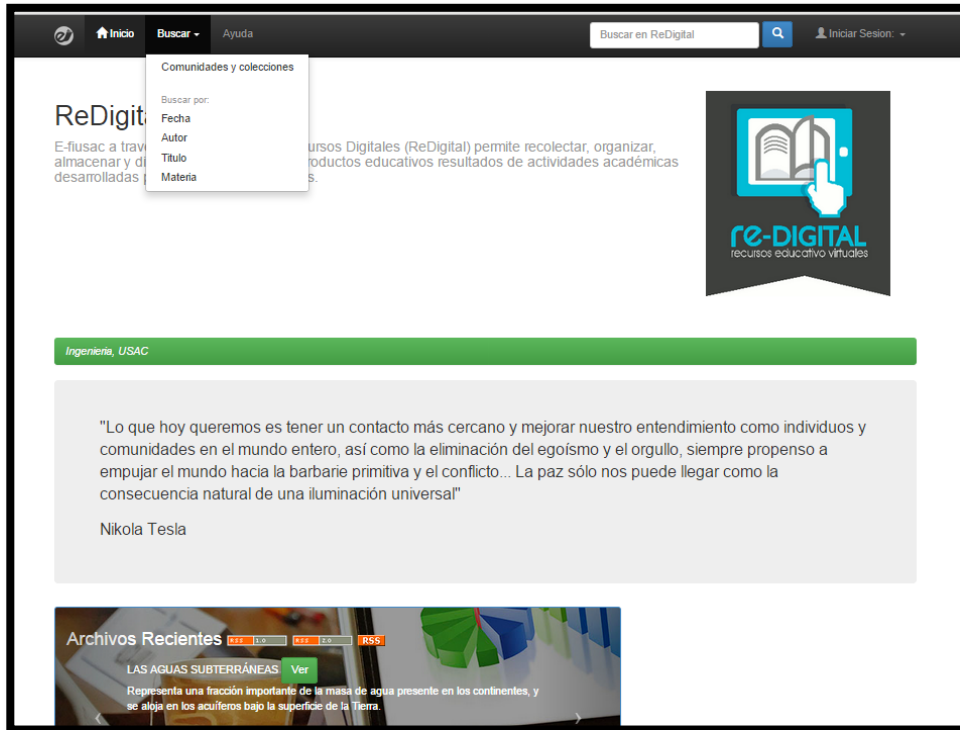 Inicio Buscar Ayuda Buscar en ReDigital Iniciar Sesion:
Comunidades y colecciones
Buscar por:
Fecha
Autor
Titulo
Materia
ReDigit
E-fiusac a trav ursos Digitales (ReDigital) permite recolectar, organizar,
almacenar y di roductos educativos resultados de actividades académicas
desarrolladas p s.
re-DIGITAL
recursos educativo virtuales
Ingenieria, USAC
"Lo que hoy queremos es tener un contacto más cercano y mejorar nuestro entendimiento como individuos y
comunidades en el mundo entero, así como la eliminación del egoísmo y el orgullo, siempre propenso a
empujar el mundo hacia la barbarie primitiva y el conflicto... La paz sólo nos puede llegar como la
consecuencia natural de una iluminación universal"
Nikola Tesla
Archivos Recientes RSS 1.0 RSS 2.0 RSS
LAS AGUAS SUBTERRÁNEAS Ver
Representa una fracción importante de la masa de agua presente en los continentes, y
se aloja en los acuíferos bajo la superficie de la Tierra.